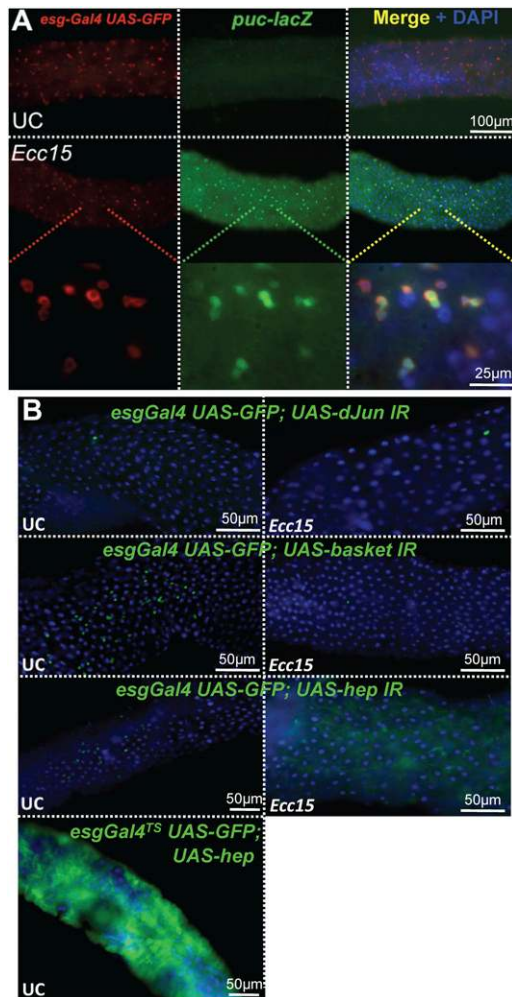 A esg-Gal4 UAS-GFP puc-lacZ Merge + DAPI
UC 100µm
Ecc15
25µm
B esgGal4 UAS-GFP; UAS-dJun IR
UC 50µm Ecc15 50µm
esgGal4 UAS-GFP; UAS-basket IR
UC 50µm Ecc15 50µm
esgGal4 UAS-GFP; UAS-hep IR
UC 50µm Ecc15 50µm
esgGal4TS UAS-GFP;
UAS-hep
UC 50µm